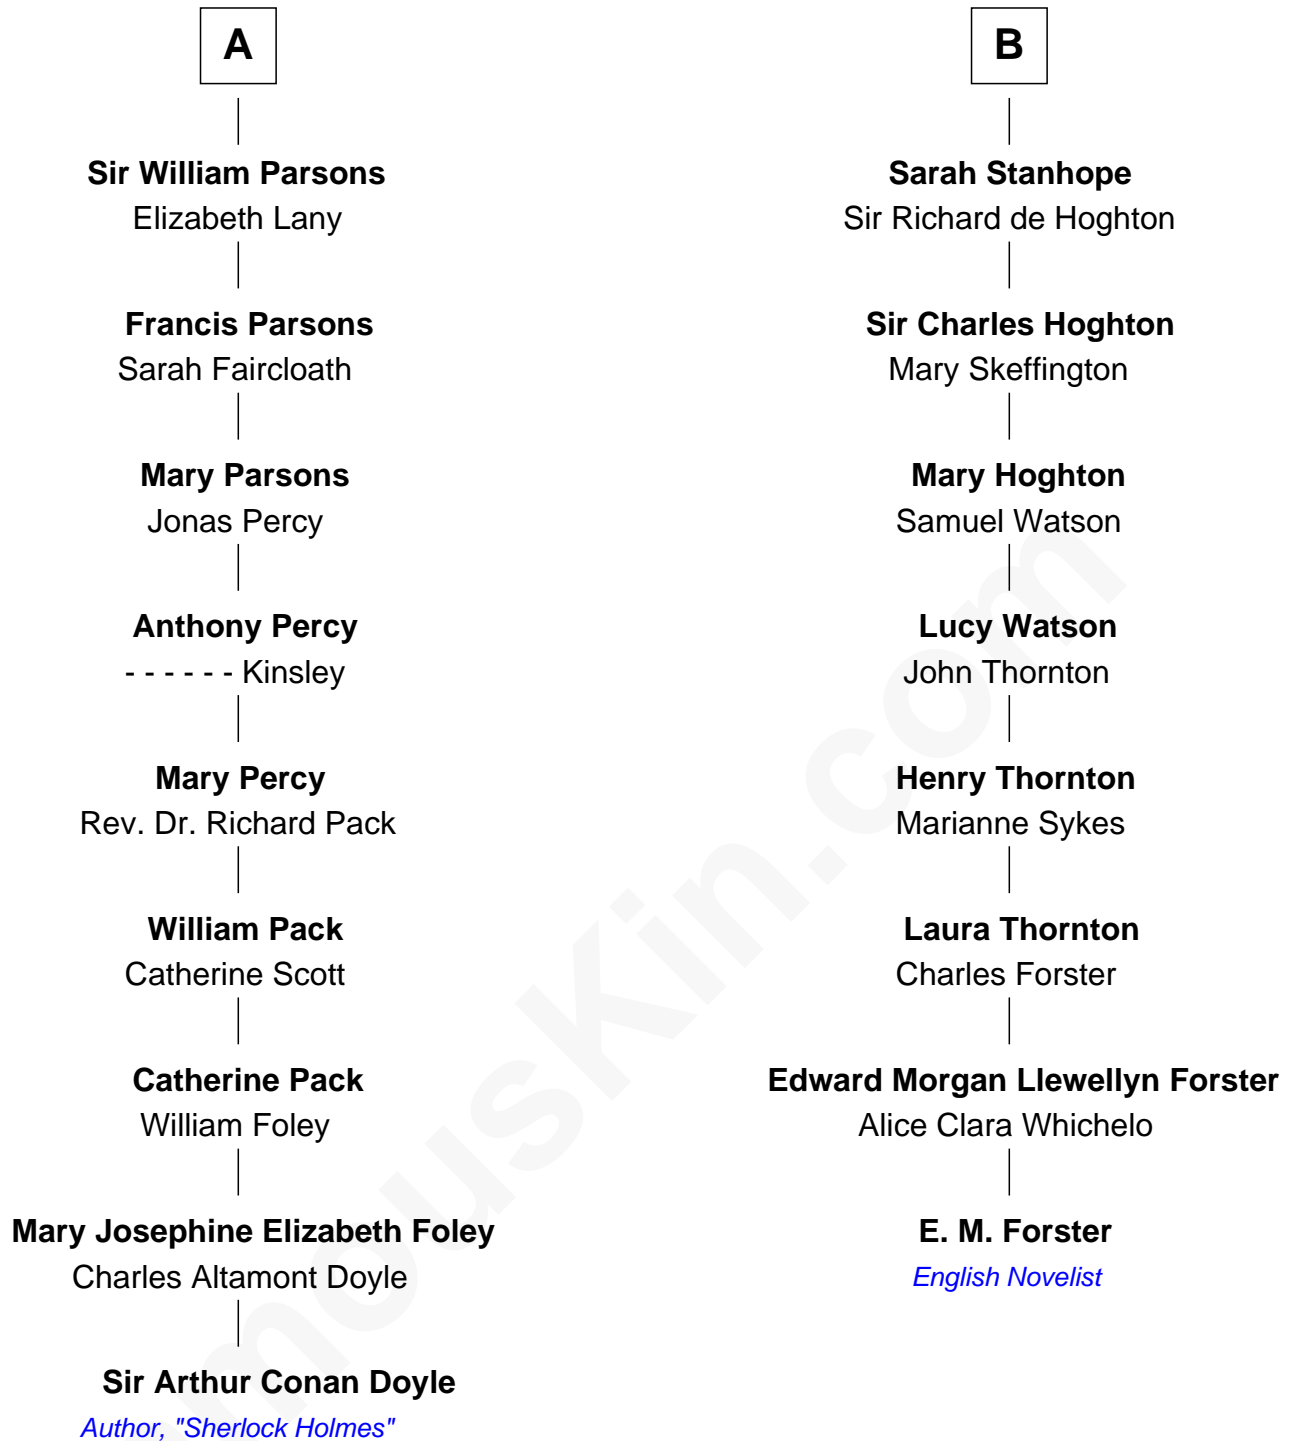 A
Sir William Parsons
Elizabeth Lany
Francis Parsons
Sarah Faircloath
Mary Parsons
Jonas Percy
Anthony Percy
- - - - - - Kinsley
Mary Percy
Rev. Dr. Richard Pack
William Pack
Catherine Scott
Catherine Pack
William Foley
Mary Josephine Elizabeth Foley
Charles Altamont Doyle
Sir Arthur Conan Doyle
Author, "Sherlock Holmes"
B
Sarah Stanhope
Sir Richard de Hoghton
Sir Charles Hoghton
Mary Skeffington
Mary Hoghton
Samuel Watson
Lucy Watson
John Thornton
Henry Thornton
Marianne Sykes
Laura Thornton
Charles Forster
Edward Morgan Llewellyn Forster
Alice Clara Whichelo
E. M. Forster
English Novelist
mousKin.com